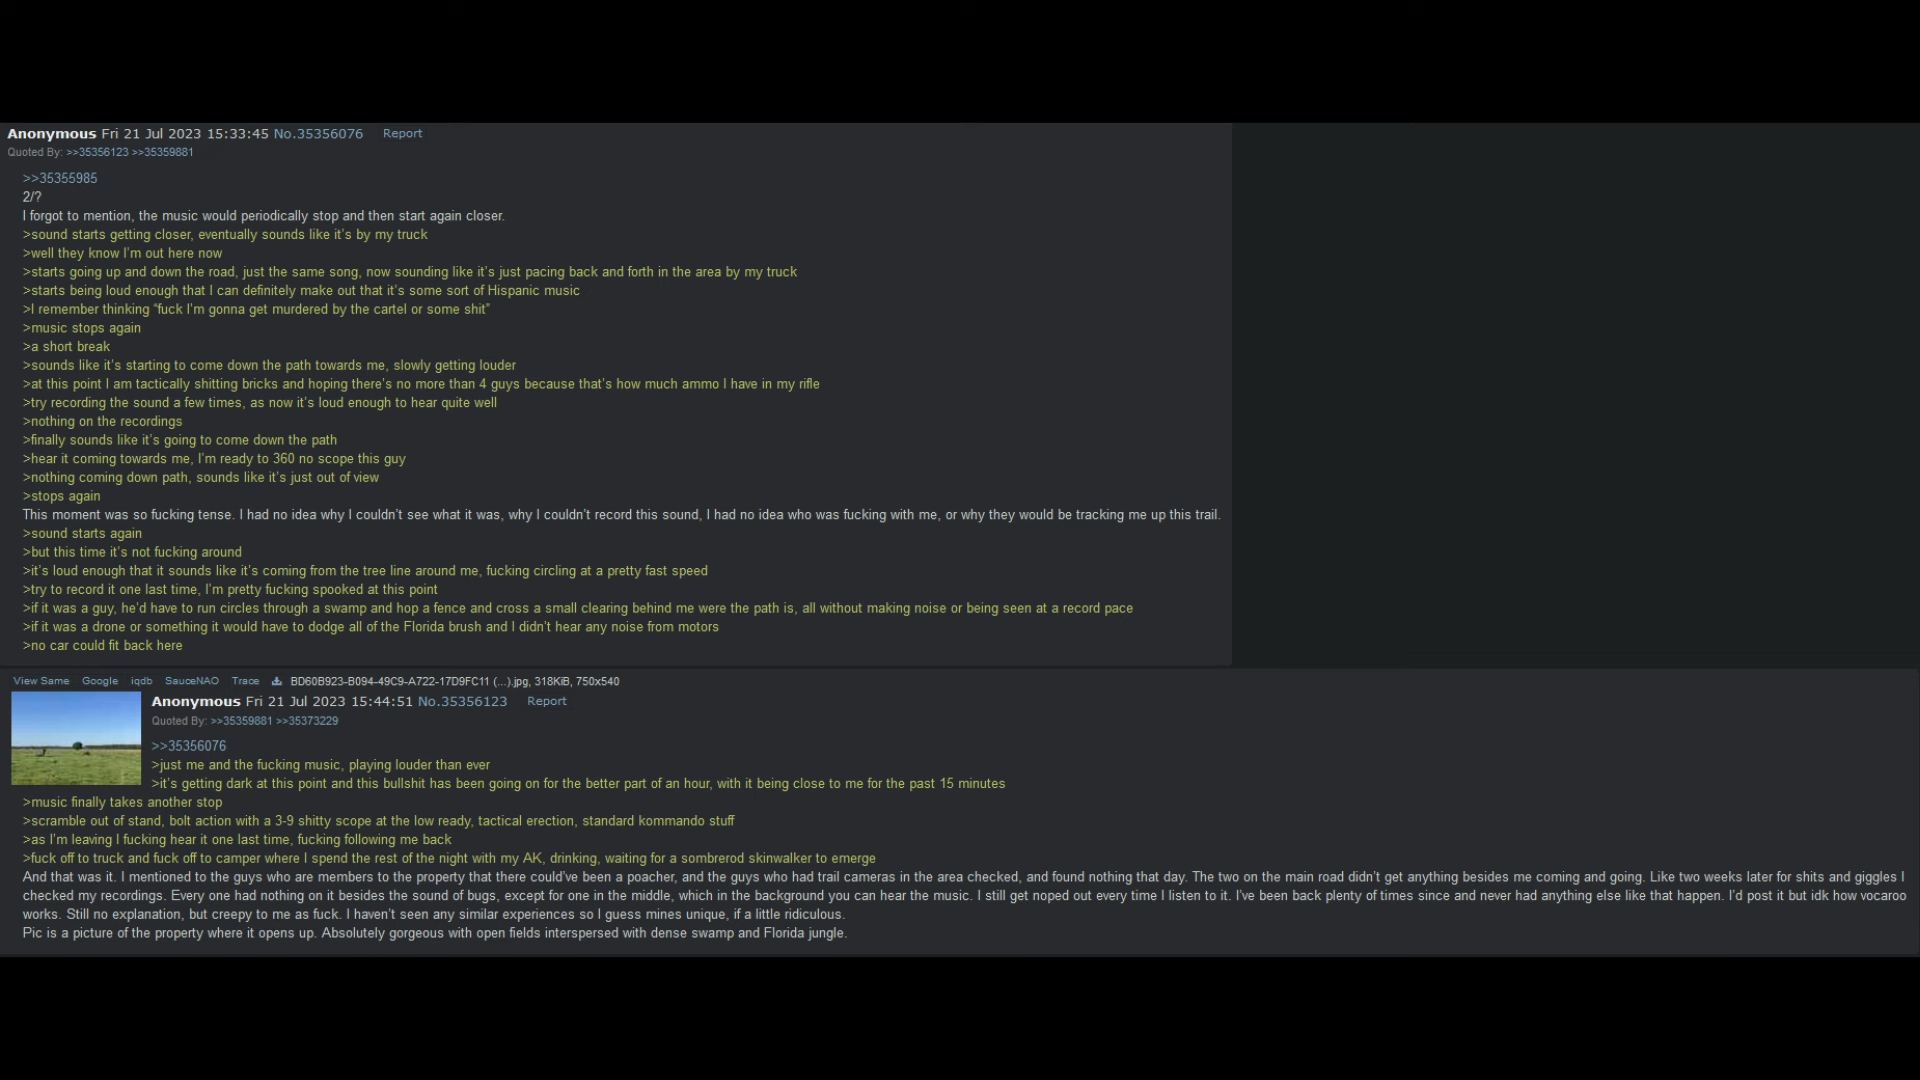 Anonymous Fri 21 Jul 2023 15:33:45 No.35356076 Report
Quoted By: >>35356123 >>35359881
>>35355985
2/?
I forgot to mention, the music would periodically stop and then start again closer.
>sound starts getting closer, eventually sounds like it's by my truck
>well they know I'm out here now
>starts going up and down the road, just the same song, now sounding like it's just pacing back and forth in the area by my truck
>starts being loud enough that I can definitely make out that it's some sort of Hispanic music
>I remember thinking “fuck I'm gonna get murdered by the cartel or some shit”
>music stops again
>a short break
>sounds like it's starting to come down the path towards me, slowly getting louder
>at this point I am tactically shitting bricks and hoping there's no more than 4 guys because that's how much ammo I have in my rifle
>try recording the sound a few times, as now it's loud enough to hear quite well
>nothing on the recordings
>finally sounds like it's going to come down the path
>hear it coming towards me, I'm ready to 360 no scope this guy
>nothing coming down path, sounds like it's just out of view
>stops again
This moment was so fucking tense. I had no idea why I couldn't see what it was, why I couldn't record this sound, I had no idea who was fucking with me, or why they would be tracking me up this trail.
>sound starts again
>but this time it's not fucking around
>it's loud enough that it sounds like it's coming from the tree line around me, fucking circling at a pretty fast speed
>try to record it one last time, I'm pretty fucking spooked at this point
>if it was a guy, he'd have to run circles through a swamp and hop a fence and cross a small clearing behind me were the path is, all without making noise or being seen at a record pace
>if it was a drone or something it would have to dodge all of the Florida brush and I didn't hear any noise from motors
>no car could fit back here
View Same Google iqdb SauceNAO Trace BD60B923-B094-49C9-A722-17D9FC11 (...).jpg, 318KiB, 750x540
Anonymous Fri 21 Jul 2023 15:44:51 No.35356123 Report
Quoted By: >>35359881 >>35373229
>>35356076
>just me and the fucking music, playing louder than ever
>it's getting dark at this point and this bullshit has been going on for the better part of an hour, with it being close to me for the past 15 minutes
>music finally takes another stop
>scramble out of stand, bolt action with a 3-9 shitty scope at the low ready, tactical erection, standard kommando stuff
>as I'm leaving I fucking hear it one last time, fucking following me back
>fuck off to truck and fuck off to camper where I spend the rest of the night with my AK, drinking, waiting for a sombrerod skinwalker to emerge
And that was it. I mentioned to the guys who are members to the property that there could've been a poacher, and the guys who had trail cameras in the area checked, and found nothing that day. The two on the main road didn't get anything besides me coming and going. Like two weeks later for shits and giggles I
checked my recordings. Every one had nothing on it besides the sound of bugs, except for one in the middle, which in the background you can hear the music. I still get noped out every time I listen to it. I've been back plenty of times since and never had anything else like that happen. I'd post it but idk how vocaroo
works. Still no explanation, but creepy to me as fuck. I haven't seen any similar experiences so I guess mines unique, if a little ridiculous.
Pic is a picture of the property where it opens up. Absolutely gorgeous with open fields interspersed with dense swamp and Florida jungle.